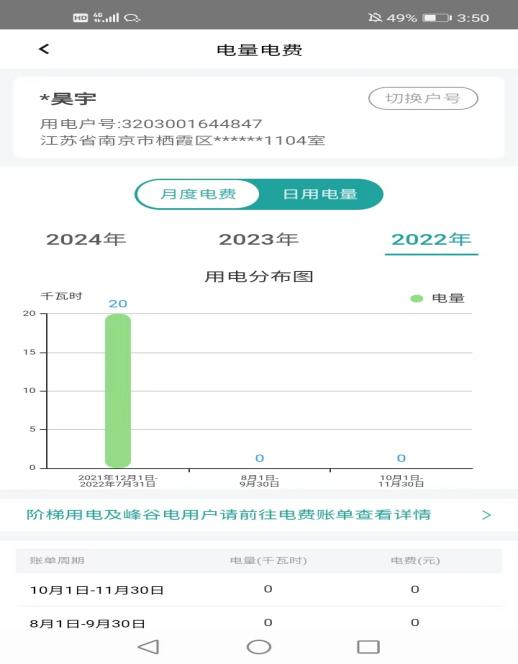 HD 4G 49% 3:50
电量电费
*昊宇
切换户号
用电户号:3203001644847
江苏省南京市栖霞区******1104室
月度电费 日用电量
2024年 2023年 2022年
用电分布图
千瓦时
电量
20
20
15
10
5
0
0
0
2021年12月1日-
2022年7月31日
8月1日-
9月30日
10月1日-
11月30日
阶梯用电及峰谷电用户请前往电费账单查看详情 >
账单周期 电量(千瓦时) 电费(元)
10月1日-11月30日 0 0
8月1日-9月30日 0 0